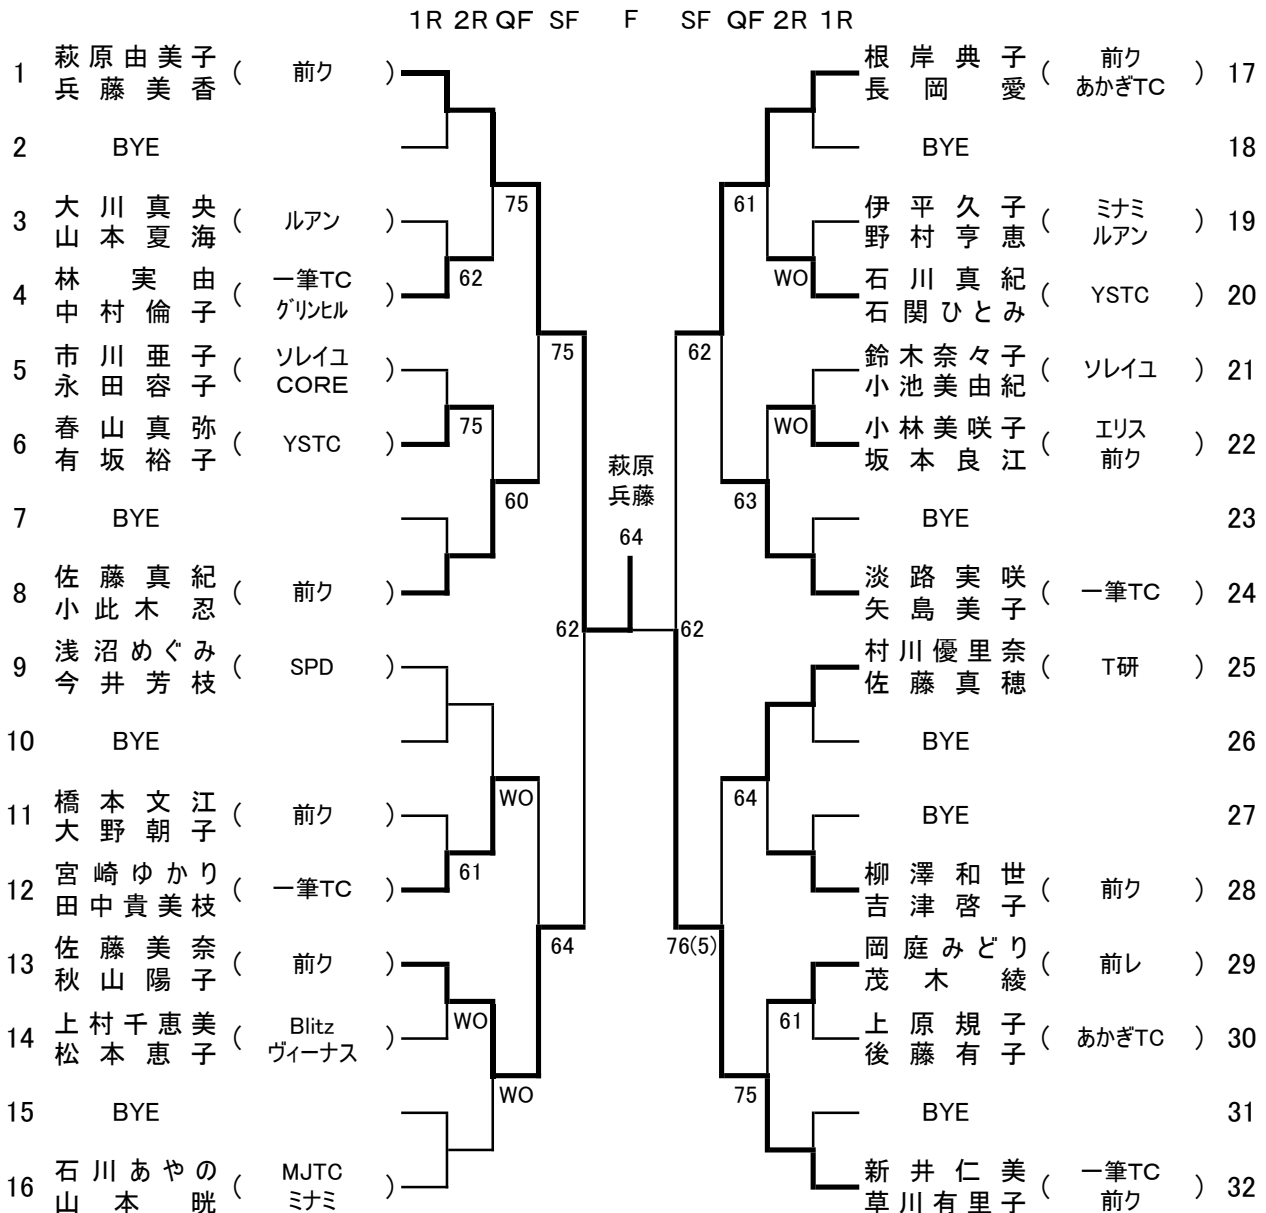 1R 2R QF SF F SF QF 2R 1R
1 萩原由美子 兵藤美香 ( 前ク )
2 BYE
3 大川真央 山本夏海 ( ルアン )
4 林実由 中村倫子 ( 一筆TC グリンヒル )
5 市川亜子 永田容子 ( ソレイユ CORE )
6 春山真弥 有坂裕子 ( YSTC )
7 BYE
8 佐藤真紀 小此木忍 ( 前ク )
9 浅沼めぐみ 今井芳枝 ( SPD )
10 BYE
11 橋本文江 大野朝子 ( 前ク )
12 宮崎ゆかり 田中貴美枝 ( 一筆TC )
13 佐藤美奈 秋山陽子 ( 前ク )
14 上村千恵美 松本恵子 ( Blitz ヴィーナス )
15 BYE
16 石川あやの 山本晄 ( MJTC ミナミ )
62
75
61
WO
75
60
WO
WO
75
64
62
萩原
兵藤
64
62
62
76(5)
61
63
64
75
WO
WO
61
根岸典子 長岡愛 ( 前ク あかぎTC ) 17
BYE 18
伊平久子 野村亨恵 ( ミナミ ルアン ) 19
石川真紀 石関ひとみ ( YSTC ) 20
鈴木奈々子 小池美由紀 ( ソレイユ ) 21
小林美咲子 坂本良江 ( エリス 前ク ) 22
BYE 23
淡路実咲 矢島美子 ( 一筆TC ) 24
村川優里奈 佐藤真穂 ( T研 ) 25
BYE 26
BYE 27
柳澤和世 吉津啓子 ( 前ク ) 28
岡庭みどり 茂木綾 ( 前レ ) 29
上原規子 後藤有子 ( あかぎTC ) 30
BYE 31
新井仁美 草川有里子 ( 一筆TC 前ク ) 32